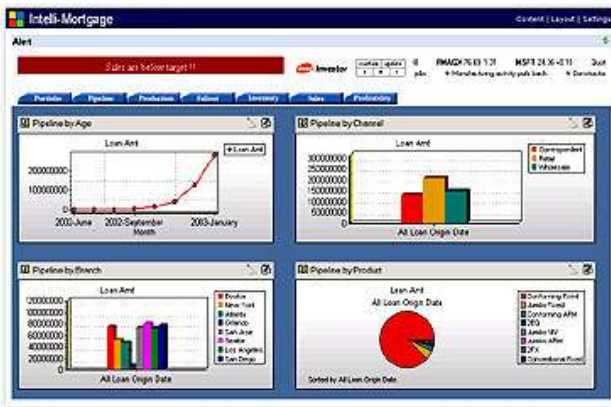 Intelli-Mortgage
Content | Layout | Settings
Alert
Sales are below target !!
Investor
Manufacturing activity pulls back
Portfolio Pipeline Production Fallout Inventory Sales Profitability
Pipeline by Age
Loan Amt
Loan Amt
200000000
100000000
0
2002-June 2002-September 2003-January
Month
Pipeline by Channel
Loan Amt
300000000
250000000
200000000
150000000
100000000
50000000
0
Correspondent
Retail
Wholesale
All Loan Origin Date
Pipeline by Branch
Loan Amt
120000000
100000000
80000000
60000000
40000000
20000000
0
Boston
New York
Atlanta
Orlando
San Jose
Seattle
Los Angeles
San Diego
All Loan Origin Date
Pipeline by Product
Loan Amt
All Loan Origin Date
Conforming Fixed
Jumbo Fixed
Conforming ARM
Jumbo ARM
Conventional Fixed
Sorted by All Loan Origin Date.